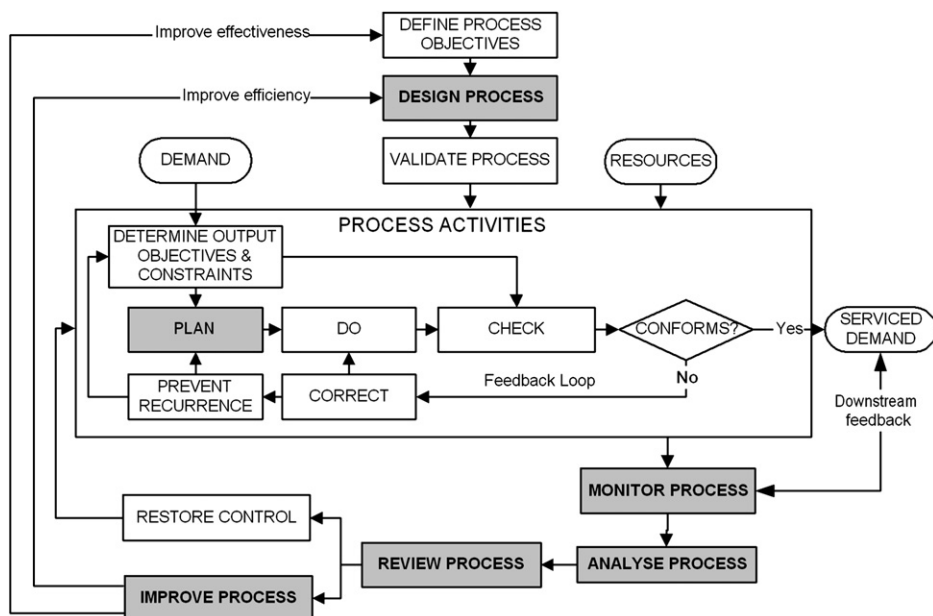 Improve effectiveness
DEFINE PROCESS
OBJECTIVES
Improve efficiency
DESIGN PROCESS
DEMAND
VALIDATE PROCESS
RESOURCES
PROCESS ACTIVITIES
DETERMINE OUTPUT
OBJECTIVES &
CONSTRAINTS
PLAN
DO
CHECK
CONFORMS?
Yes
SERVICED
DEMAND
PREVENT
RECURRENCE
CORRECT
Feedback Loop
No
Downstream
feedback
MONITOR PROCESS
RESTORE CONTROL
REVIEW PROCESS
ANALYSE PROCESS
IMPROVE PROCESS